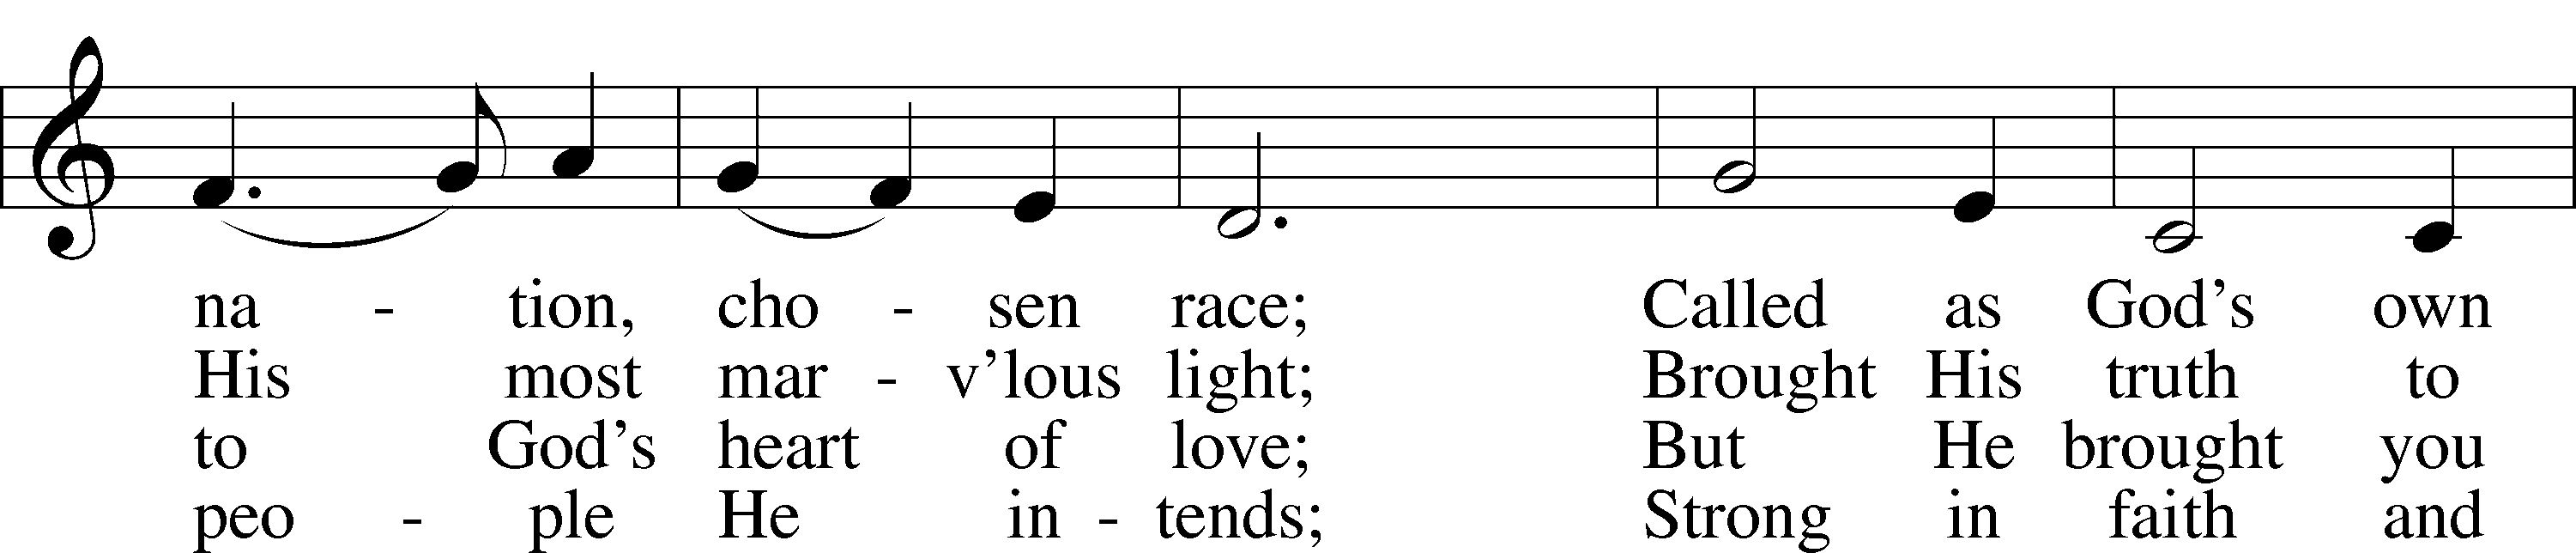 na - tion, cho - sen race; Called as God's own
His most mar - v'lous light; Brought His truth to
to God's heart of love; But He brought you
peo - ple He in - tends; Strong in faith and